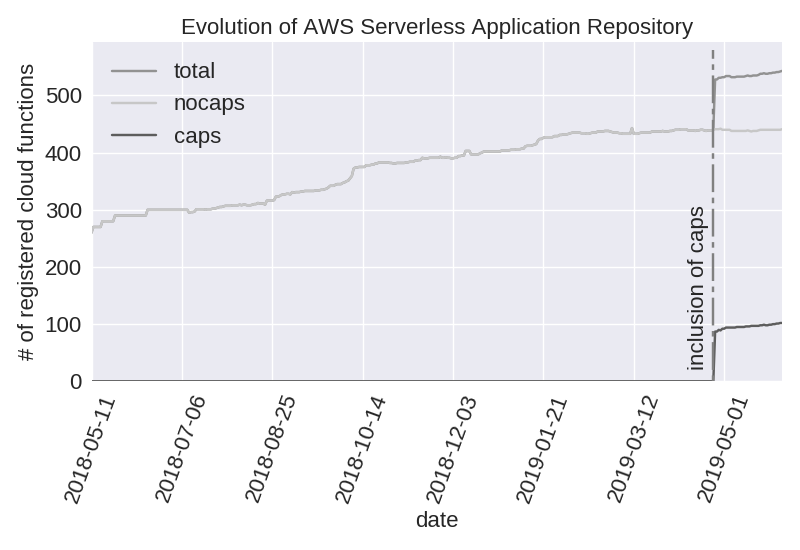 Evolution of AWS Serverless Application Repository
# of registered cloud functions
total
nocaps
caps
500
400
300
200
100
0
inclusion of caps
2018-05-11
2018-07-06
2018-08-25
2018-10-14
2018-12-03
2019-01-21
2019-03-12
2019-05-01
date